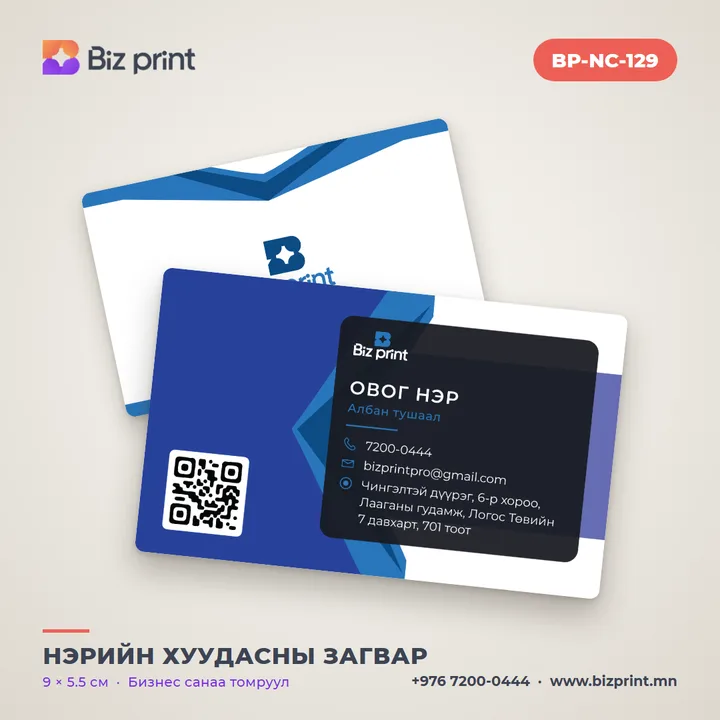 Biz print
BP-NC-129
Biz print
ОВОГ НЭР
Албан тушаал
7200-0444
bizprintpro@gmail.com
Чингэлтэй дүүрэг, 6-р хороо,
Лааганы гудамж, Логос Төвийн
7 давхарт, 701 тоот
НЭРИЙН ХУУДАСНЫ ЗАГВАР
9 × 5.5 см · Бизнес санаа томруул
+976 7200-0444 · www.bizprint.mn